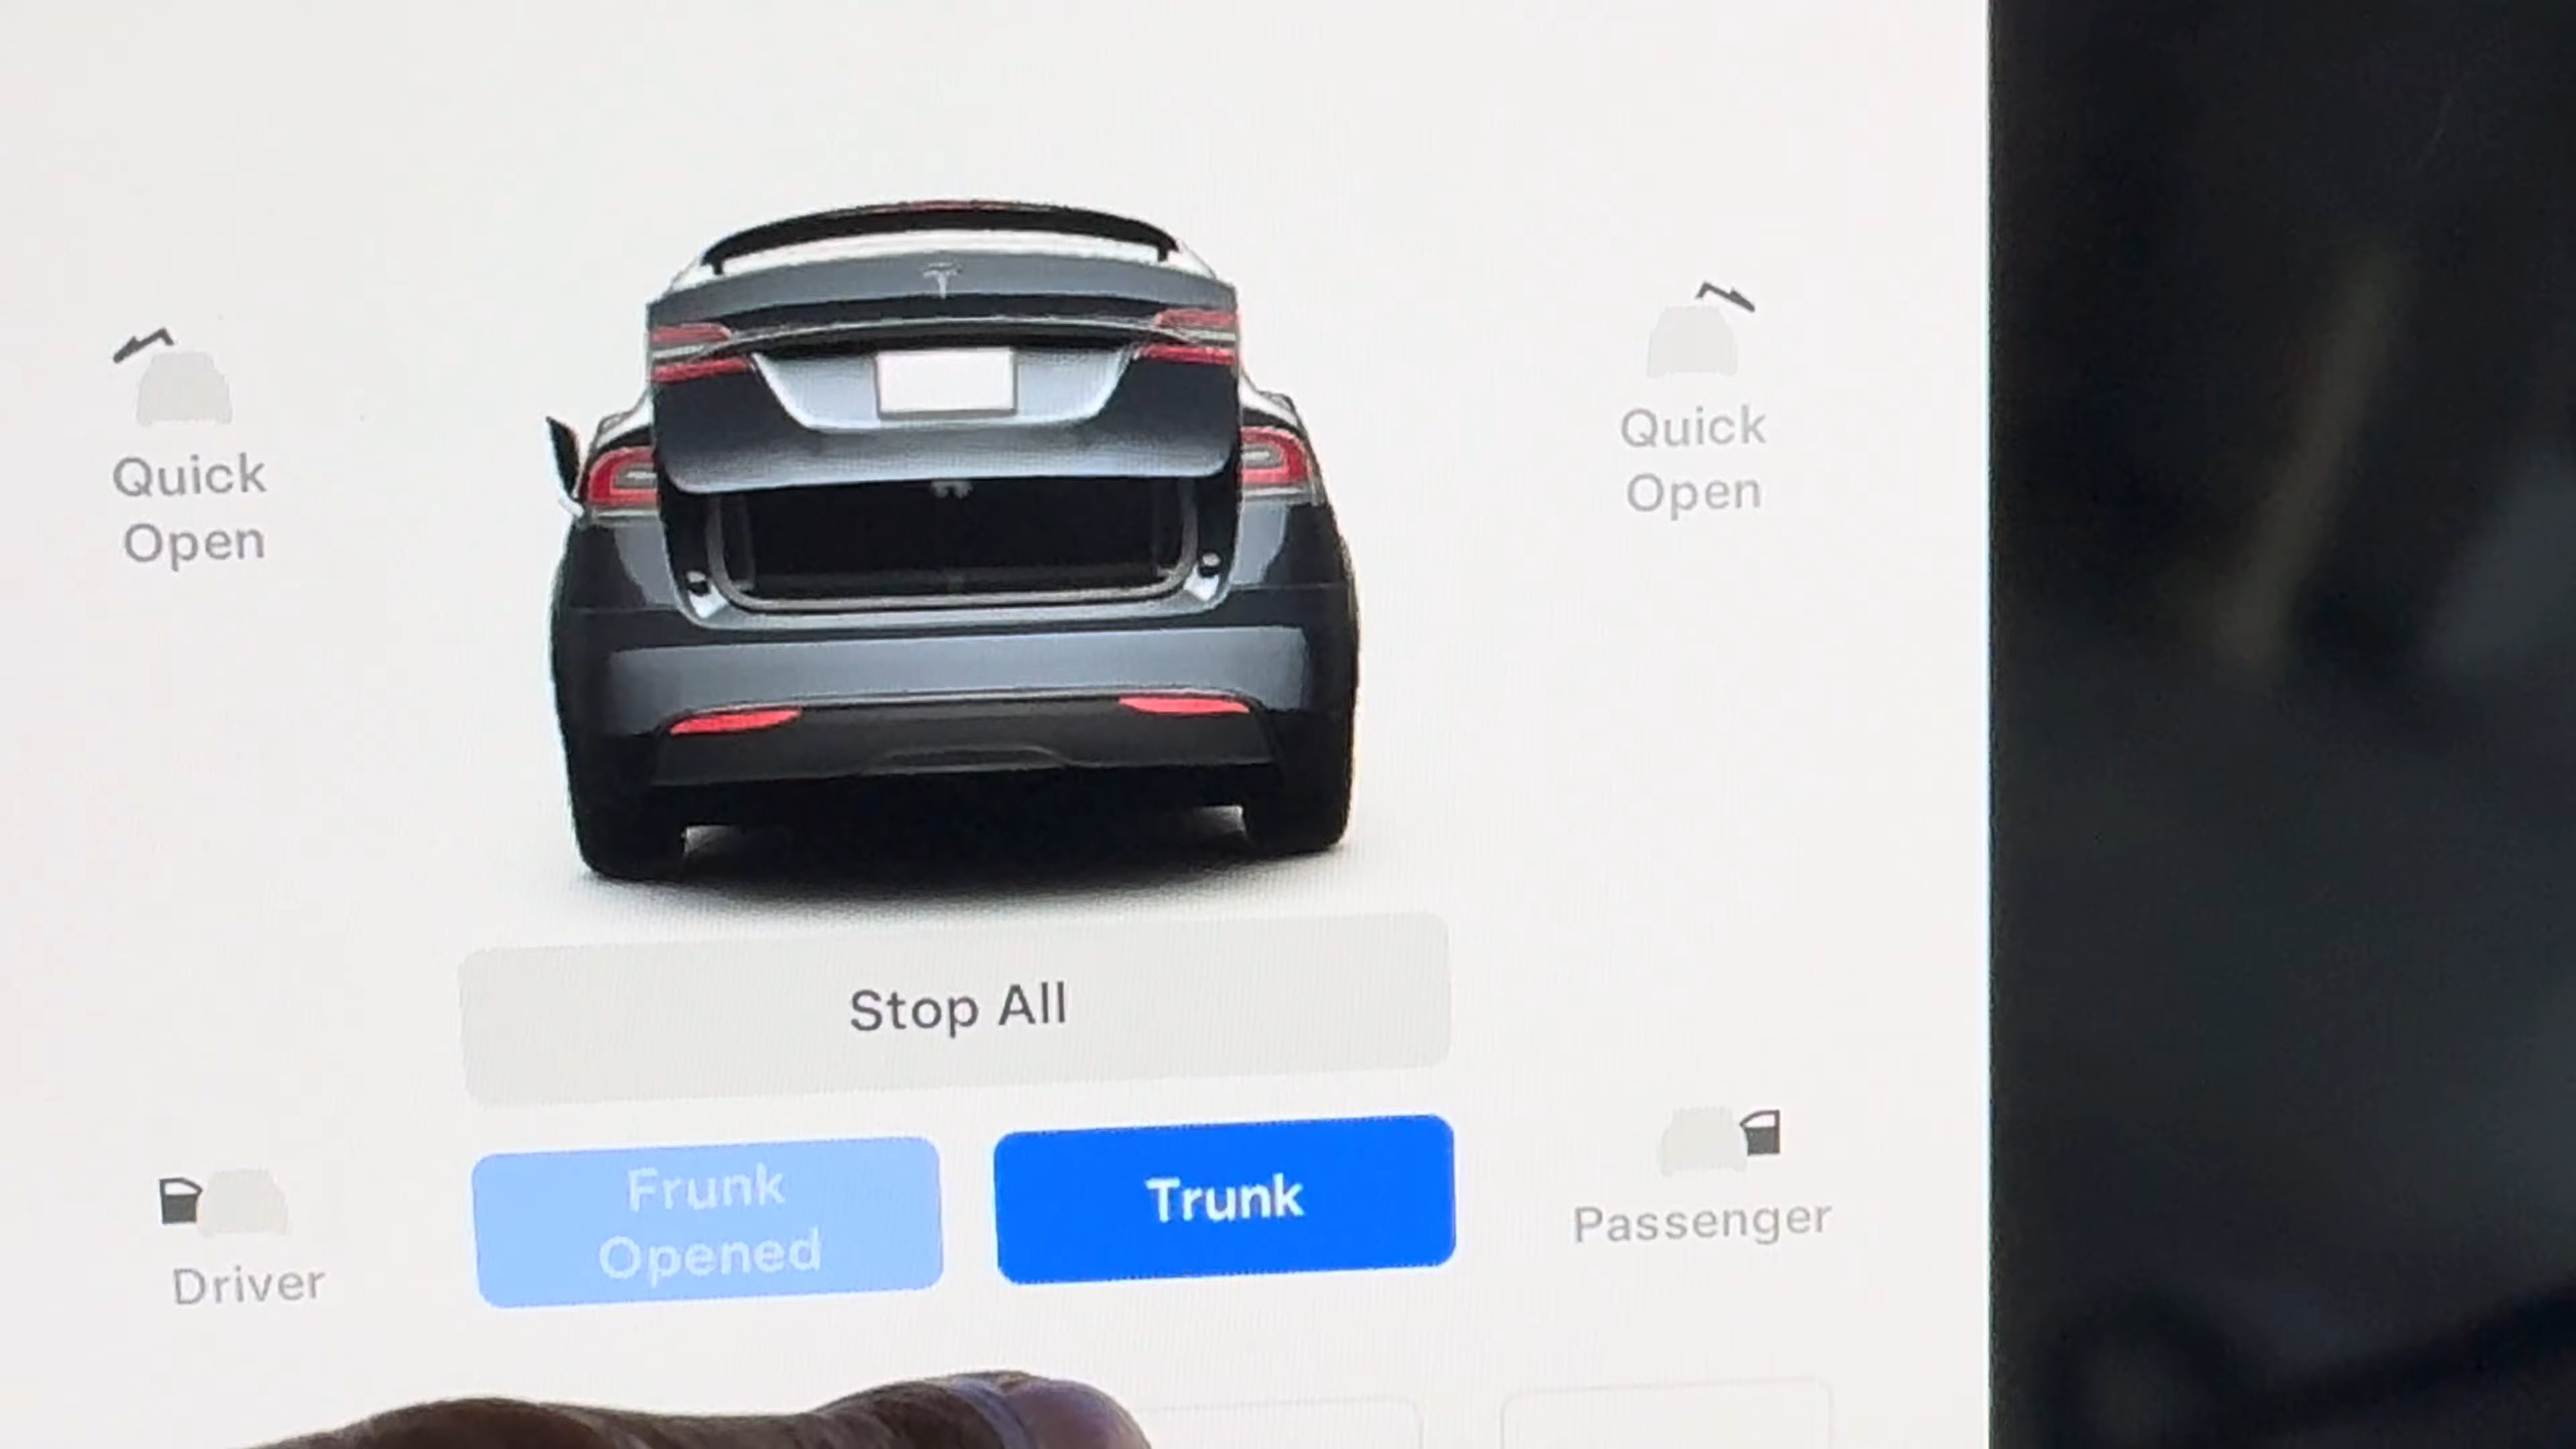 Quick
Open
Quick
Open
Stop All
Frunk
Opened
Trunk
Driver
Passenger